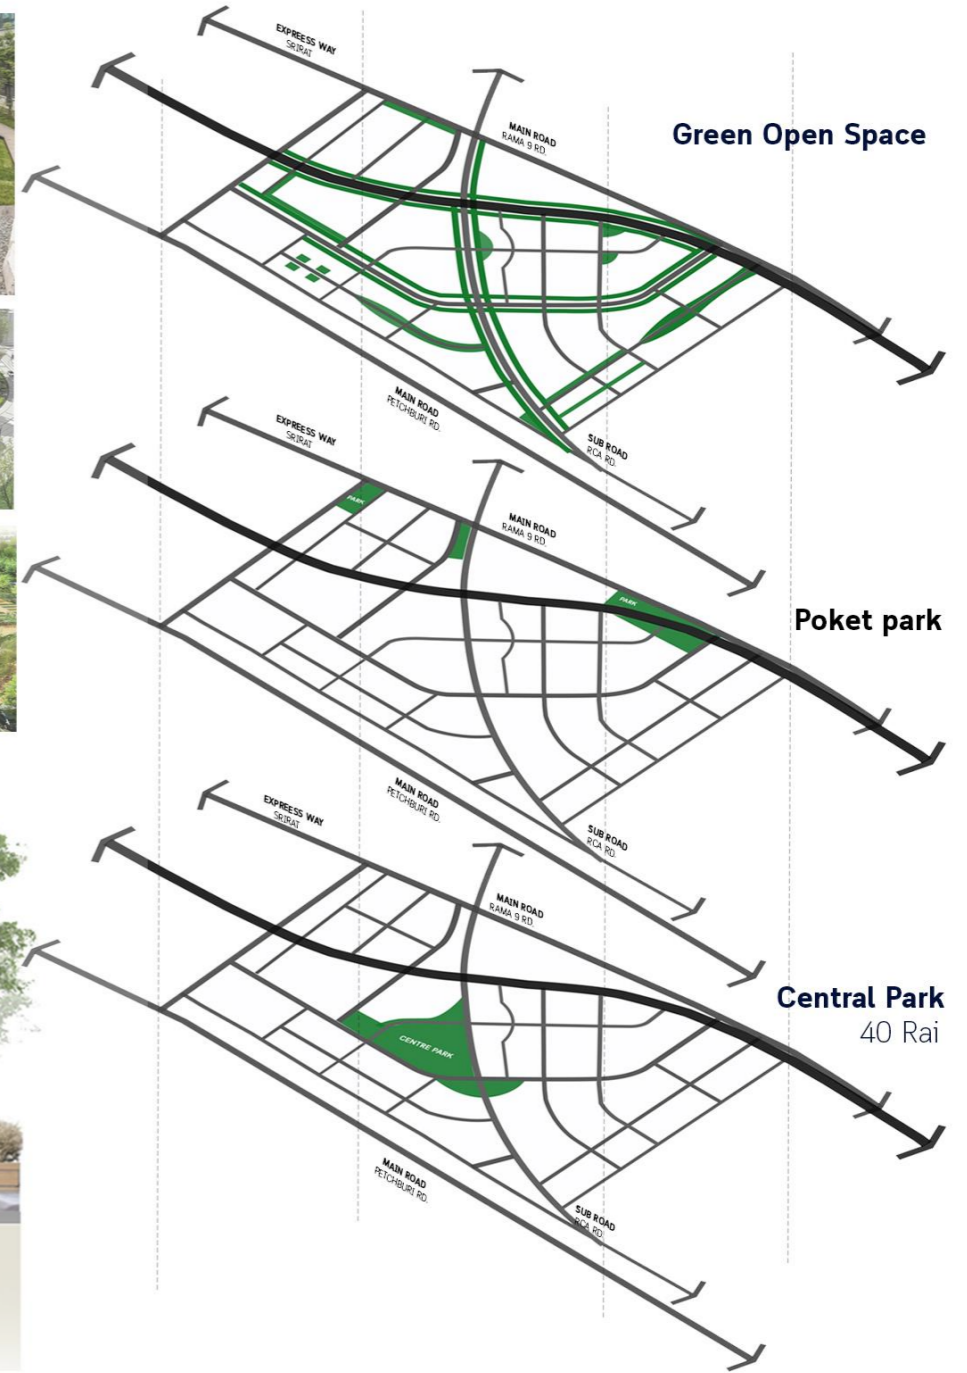 EXPREESS WAY
SRIRAT
MAIN ROAD
RAMA 9 RD.
Green Open Space
MAIN ROAD
PETCHBURI RD.
SUB ROAD
RCA RD.
EXPREESS WAY
SRIRAT
PARK
MAIN ROAD
RAMA 9 RD.
PARK
Poket park
MAIN ROAD
PETCHBURI RD.
SUB ROAD
RCA RD.
EXPREESS WAY
SRIRAT
MAIN ROAD
RAMA 9 RD.
Central Park
40 Rai
CENTRE PARK
MAIN ROAD
PETCHBURI RD.
SUB ROAD
RCA RD.